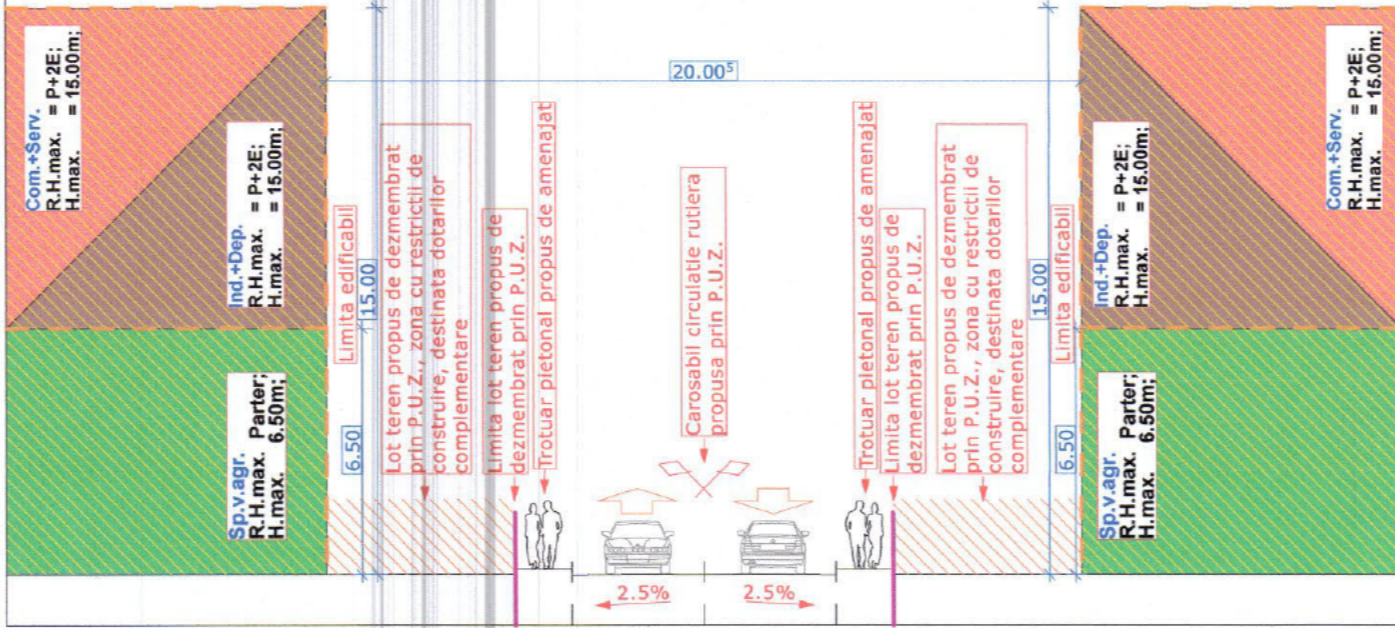 Com.+Serv.
R.H.max. = P+2E;
H.max. = 15.00m;
Ind.+Dep.
R.H.max. = P+2E;
H.max. = 15.00m;
Sp.v.agr.
R.H.max. Parter;
H.max. 6.50m;
Limita edificabil
15.00
6.50
Lot teren propus de dezmembrat
prin P.U.Z., zona cu restrictii de
construire, destinata dotarilor
complementare
Limita lot teren propus de
dezmembrat prin P.U.Z.
Trotuar pietonal propus de amenajat
20.00⁵
Carosabil circulatie rutiera
propusa prin P.U.Z.
2.5%
2.5%
Trotuar pietonal propus de amenajat
Limita lot teren propus de
dezmembrat prin P.U.Z.
Lot teren propus de dezmembrat
prin P.U.Z., zona cu restrictii de
construire, destinata dotarilor
complementare
15.00
6.50
Limita edificabil
Ind.+Dep.
R.H.max. = P+2E;
H.max. = 15.00m;
Sp.v.agr.
R.H.max. Parter;
H.max. 6.50m;
Com.+Serv.
R.H.max. = P+2E;
H.max. = 15.00m;